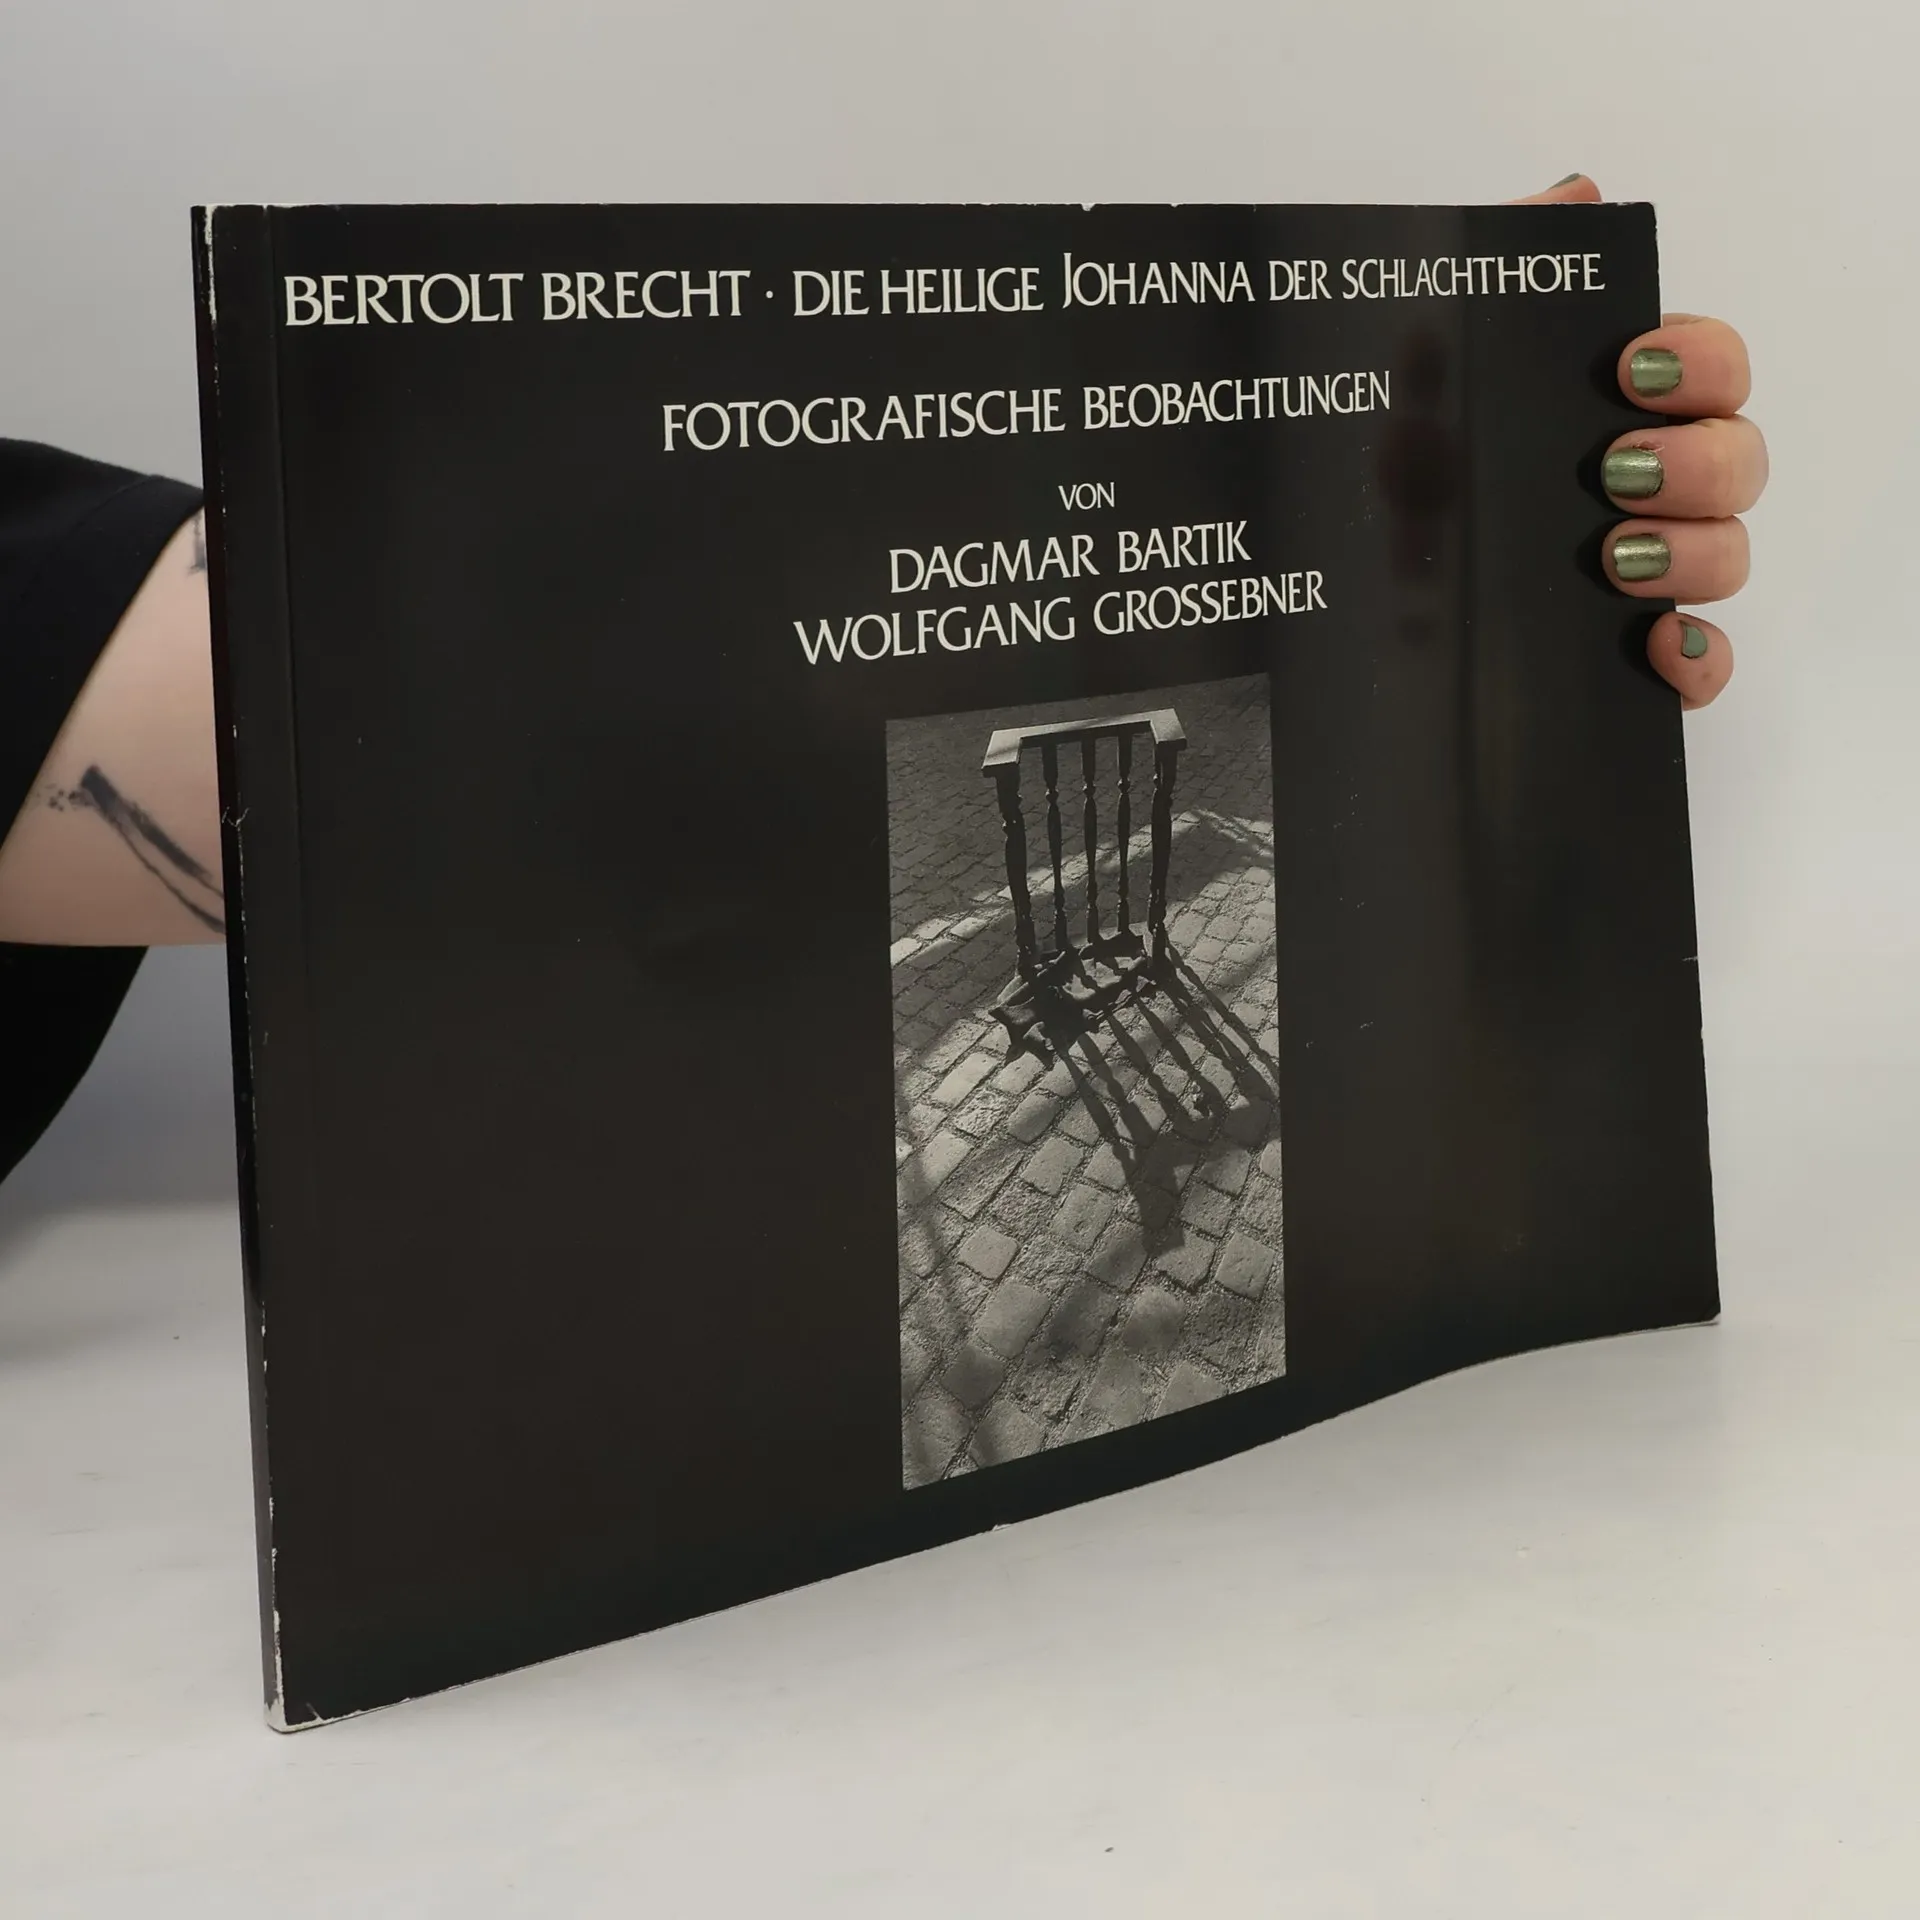 BERTOLT BRECHT · DIE HEILIGE JOHANNA DER SCHLACHTHÖFE
FOTOGRAFISCHE BEOBACHTUNGEN
VON
DAGMAR BARTIK
WOLFGANG GROSSEBNER